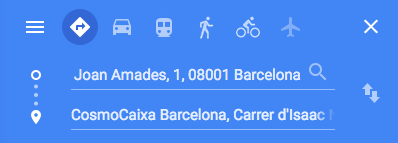 Joan Amades, 1, 08001 Barcelona
CosmoCaixa Barcelona, Carrer d'Isaac